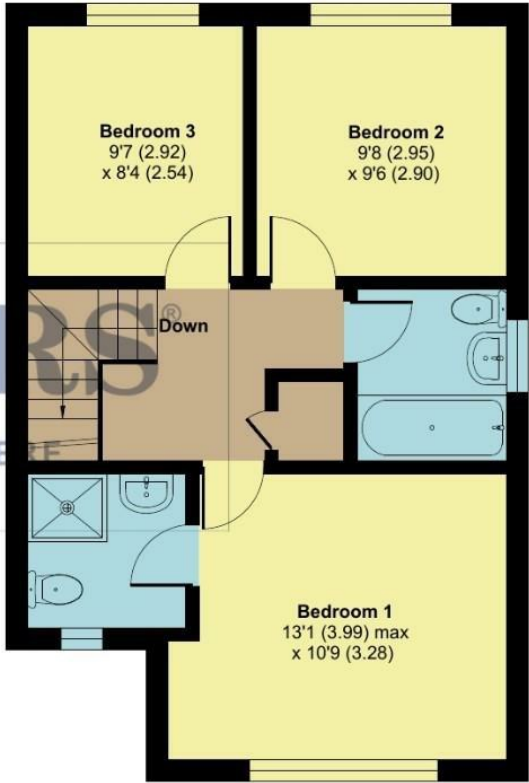 Bedroom 3
9'7 (2.92)
x 8'4 (2.54)
Bedroom 2
9'8 (2.95)
x 9'6 (2.90)
Down
RS®
Bedroom 1
13'1 (3.99) max
x 10'9 (3.28)